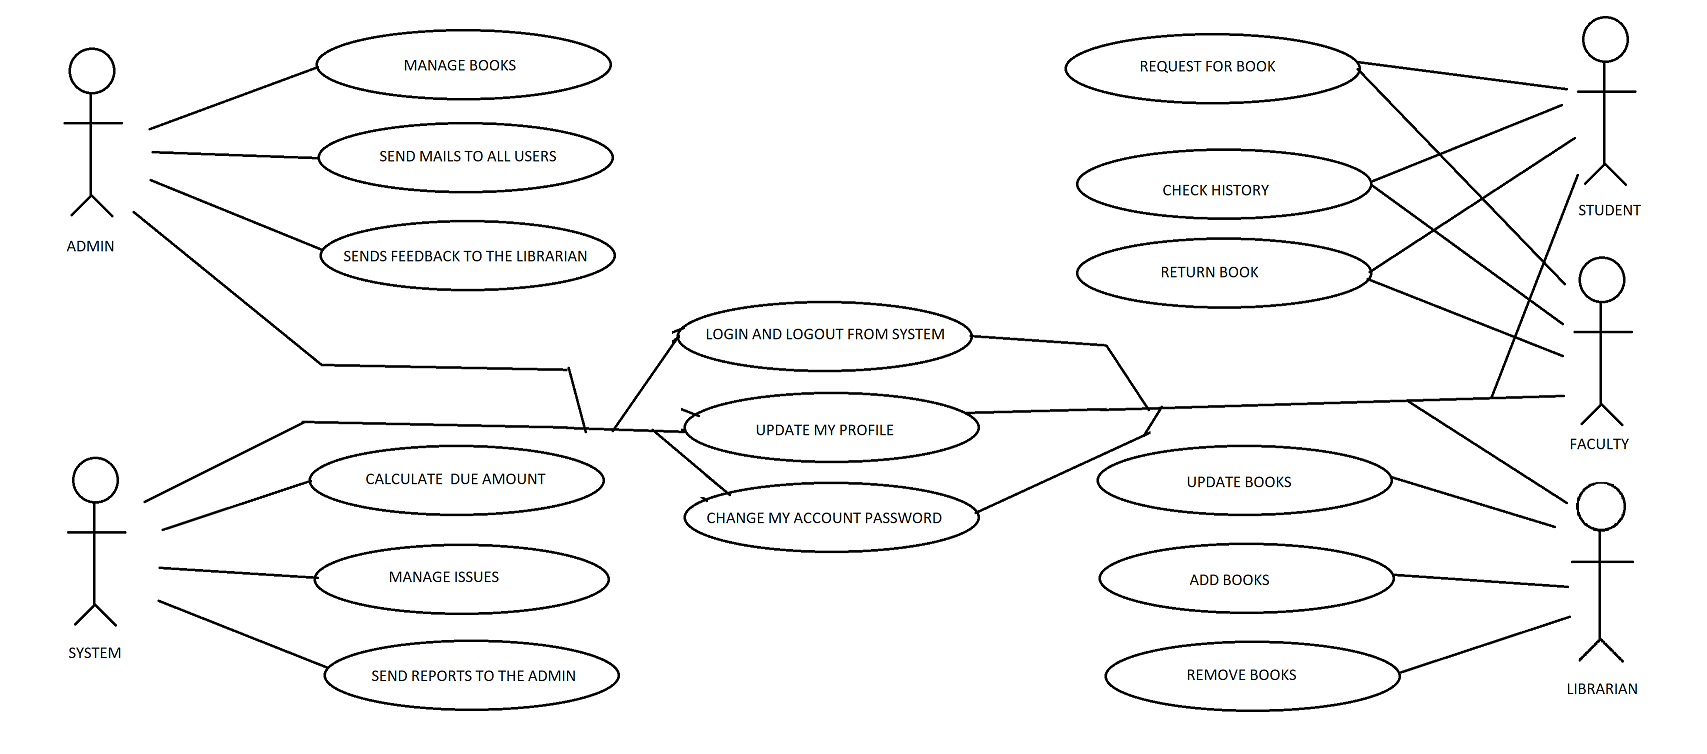 MANAGE BOOKS
SEND MAILS TO ALL USERS
SENDS FEEDBACK TO THE LIBRARIAN
ADMIN
REQUEST FOR BOOK
CHECK HISTORY
RETURN BOOK
STUDENT
LOGIN AND LOGOUT FROM SYSTEM
UPDATE MY PROFILE
CHANGE MY ACCOUNT PASSWORD
FACULTY
CALCULATE  DUE AMOUNT
MANAGE ISSUES
SEND REPORTS TO THE ADMIN
SYSTEM
UPDATE BOOKS
ADD BOOKS
REMOVE BOOKS
LIBRARIAN